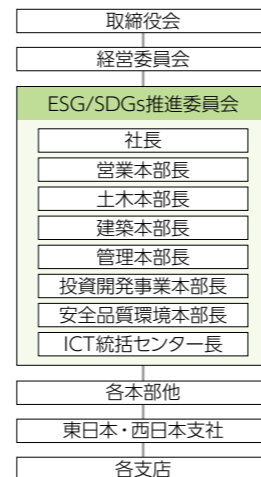 取締役会
経営委員会
ESG/SDGs推進委員会
社長
営業本部長
土木本部長
建築本部長
管理本部長
投資開発事業本部長
安全品質環境本部長
ICT統括センター長
各本部他
東日本・西日本支社
各支店